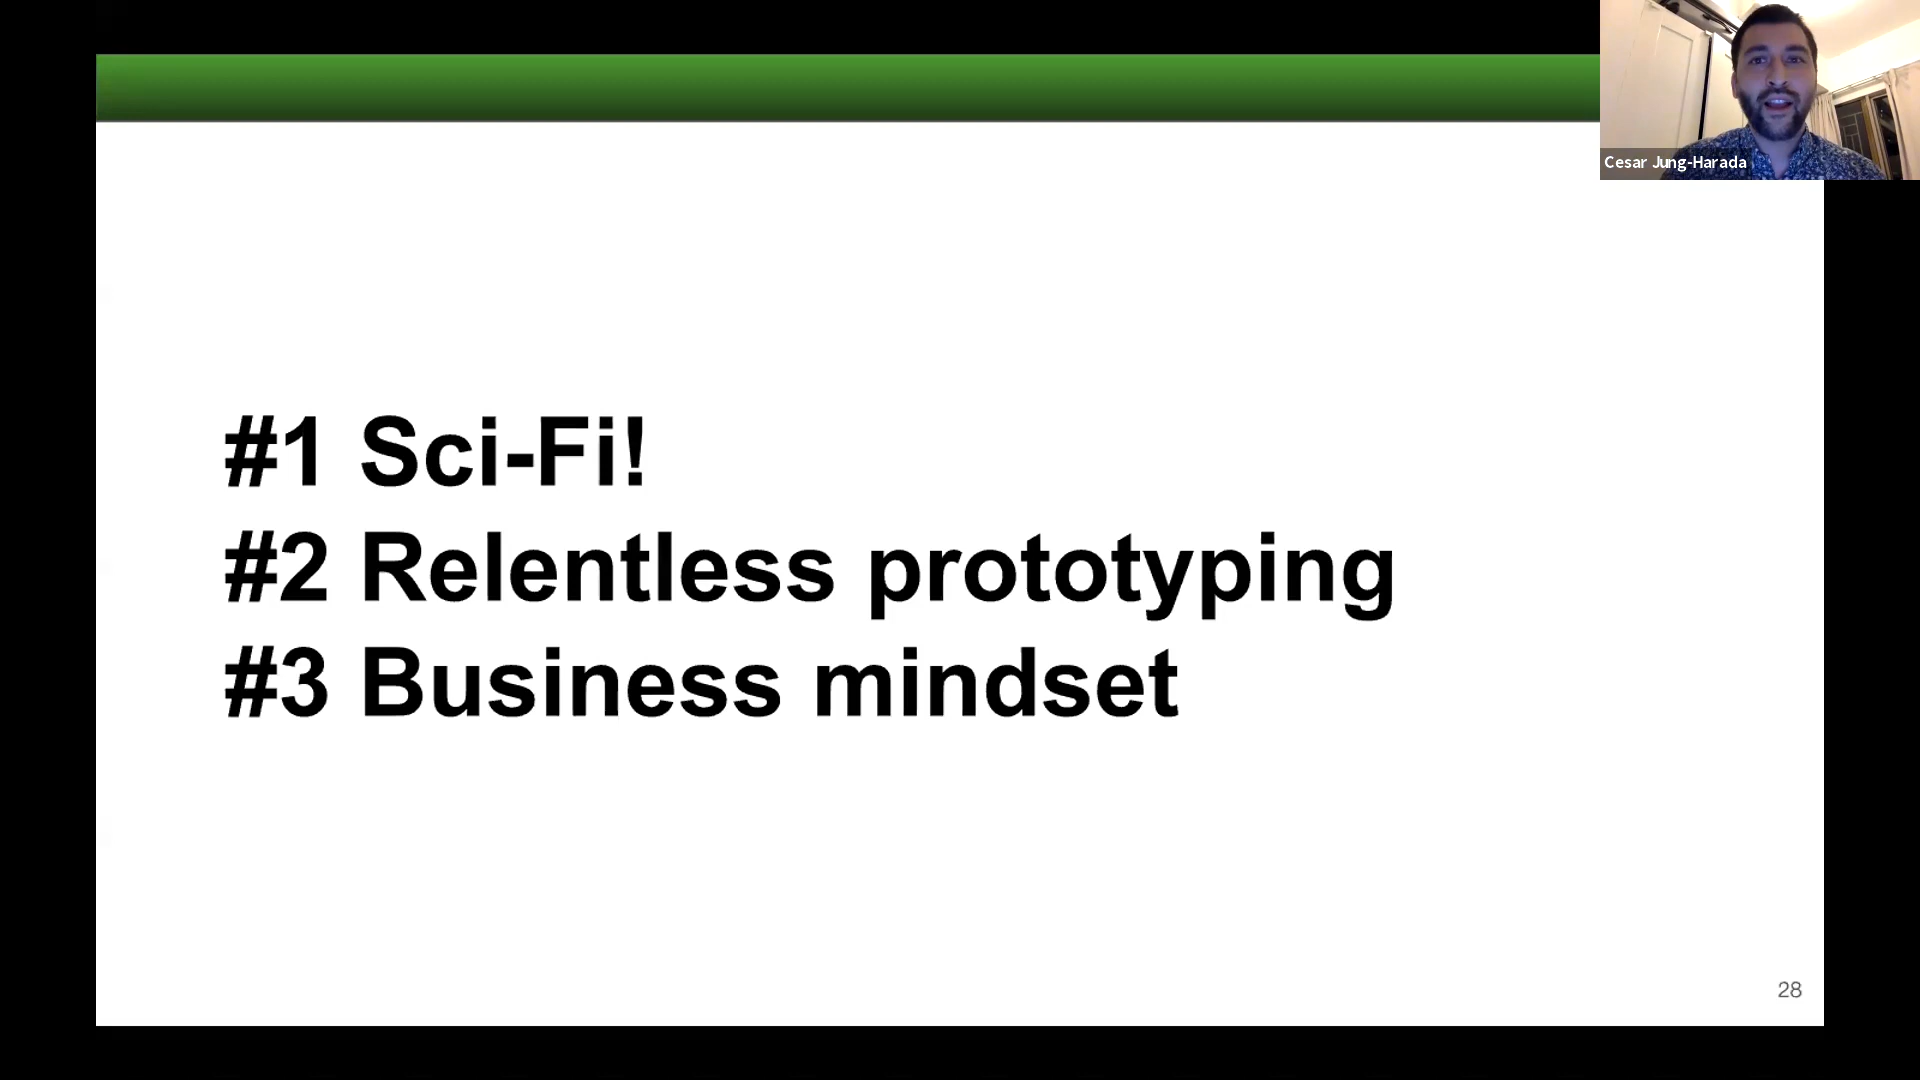 Cesar Jung-Harada
#1 Sci-Fi!
#2 Relentless prototyping
#3 Business mindset
28